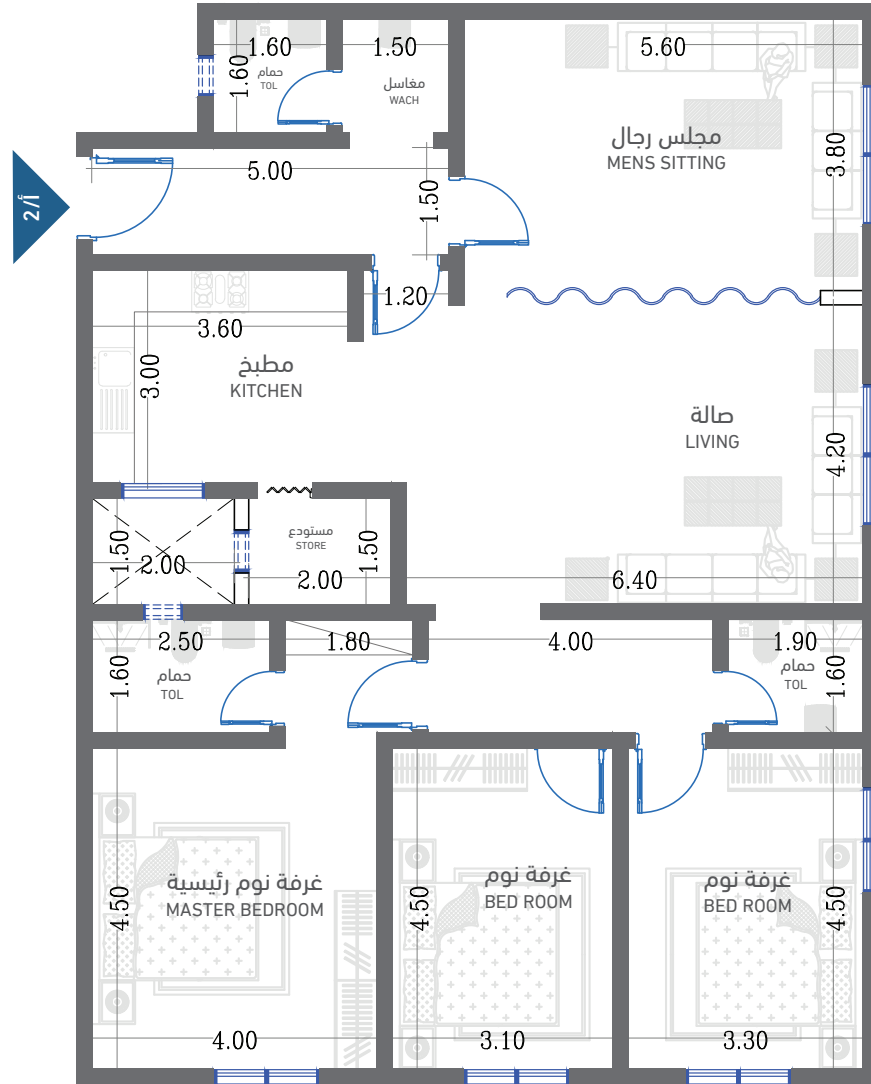 1.60
1.50
5.60
1.60
حمام
TOL
مغاسل
WACH
مجلس رجال
MENS SITTING
3.80
أ/2
5.00
1.50
1.20
3.60
3.00
مطبخ
KITCHEN
صالة
LIVING
4.20
1.50
2.00
مستودع
STORE
2.00
1.50
6.40
2.50
1.80
4.00
1.90
1.60
حمام
TOL
حمام
TOL
1.60
غرفة نوم رئيسية
MASTER BEDROOM
4.50
غرفة نوم
BED ROOM
4.50
غرفة نوم
BED ROOM
4.50
4.00
3.10
3.30